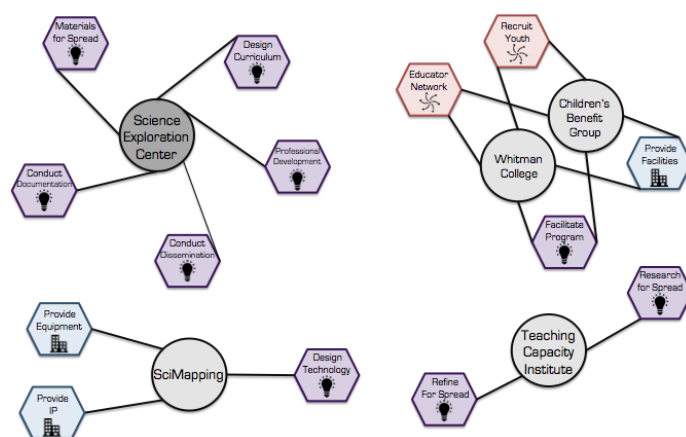 Materials
for Spread
Design
Curriculum
Science
Exploration
Center
Professional
Development
Conduct
Documentation
Conduct
Dissemination
Recruit
Youth
Educator
Network
Children's
Benefit
Group
Whitman
College
Provide
Facilities
Facilitate
Program
Provide
Equipment
SciMapping
Design
Technology
Provide
IP
Research
for Spread
Teaching
Capacity
Institute
Refine
For Spread